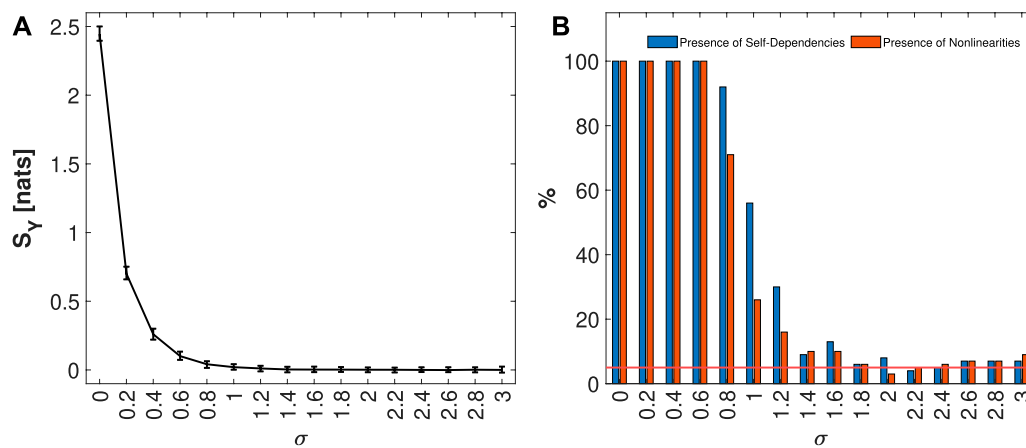 A
S_Y [nats]
2.5
2
1.5
1
0.5
0
0 0.2 0.4 0.6 0.8 1 1.2 1.4 1.6 1.8 2 2.2 2.4 2.6 2.8 3
σ
B
Presence of Self-Dependencies Presence of Nonlinearities
%
100
80
60
40
20
0
0 0.2 0.4 0.6 0.8 1 1.2 1.4 1.6 1.8 2 2.2 2.4 2.6 2.8 3
σ